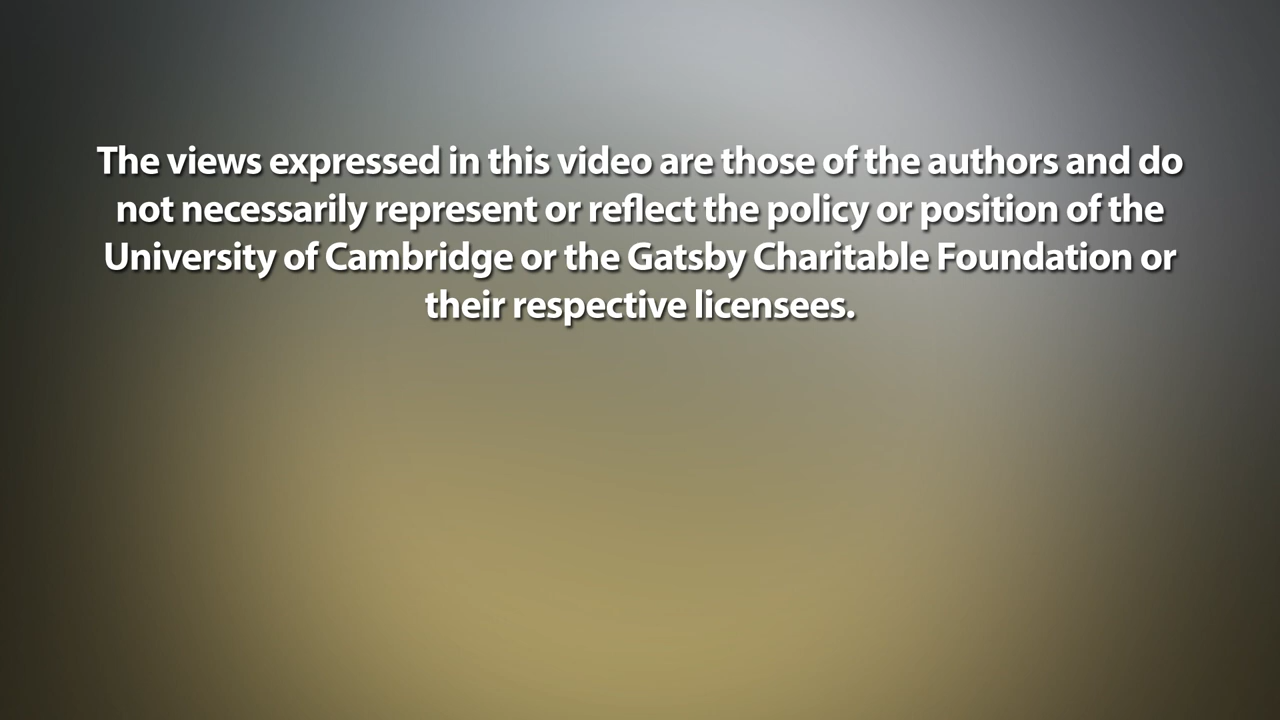 The views expressed in this video are those of the authors and do
not necessarily represent or reflect the policy or position of the
University of Cambridge or the Gatsby Charitable Foundation or
their respective licensees.